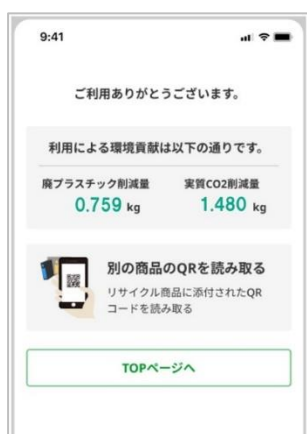 9:41
ご利用ありがとうございます。
利用による環境貢献は以下の通りです。
廃プラスチック削減量 実質CO2削減量
0.759 kg 1.480 kg
別の商品のQRを読み取る
リサイクル商品に添付されたQR
コードを読み取る
TOPページへ